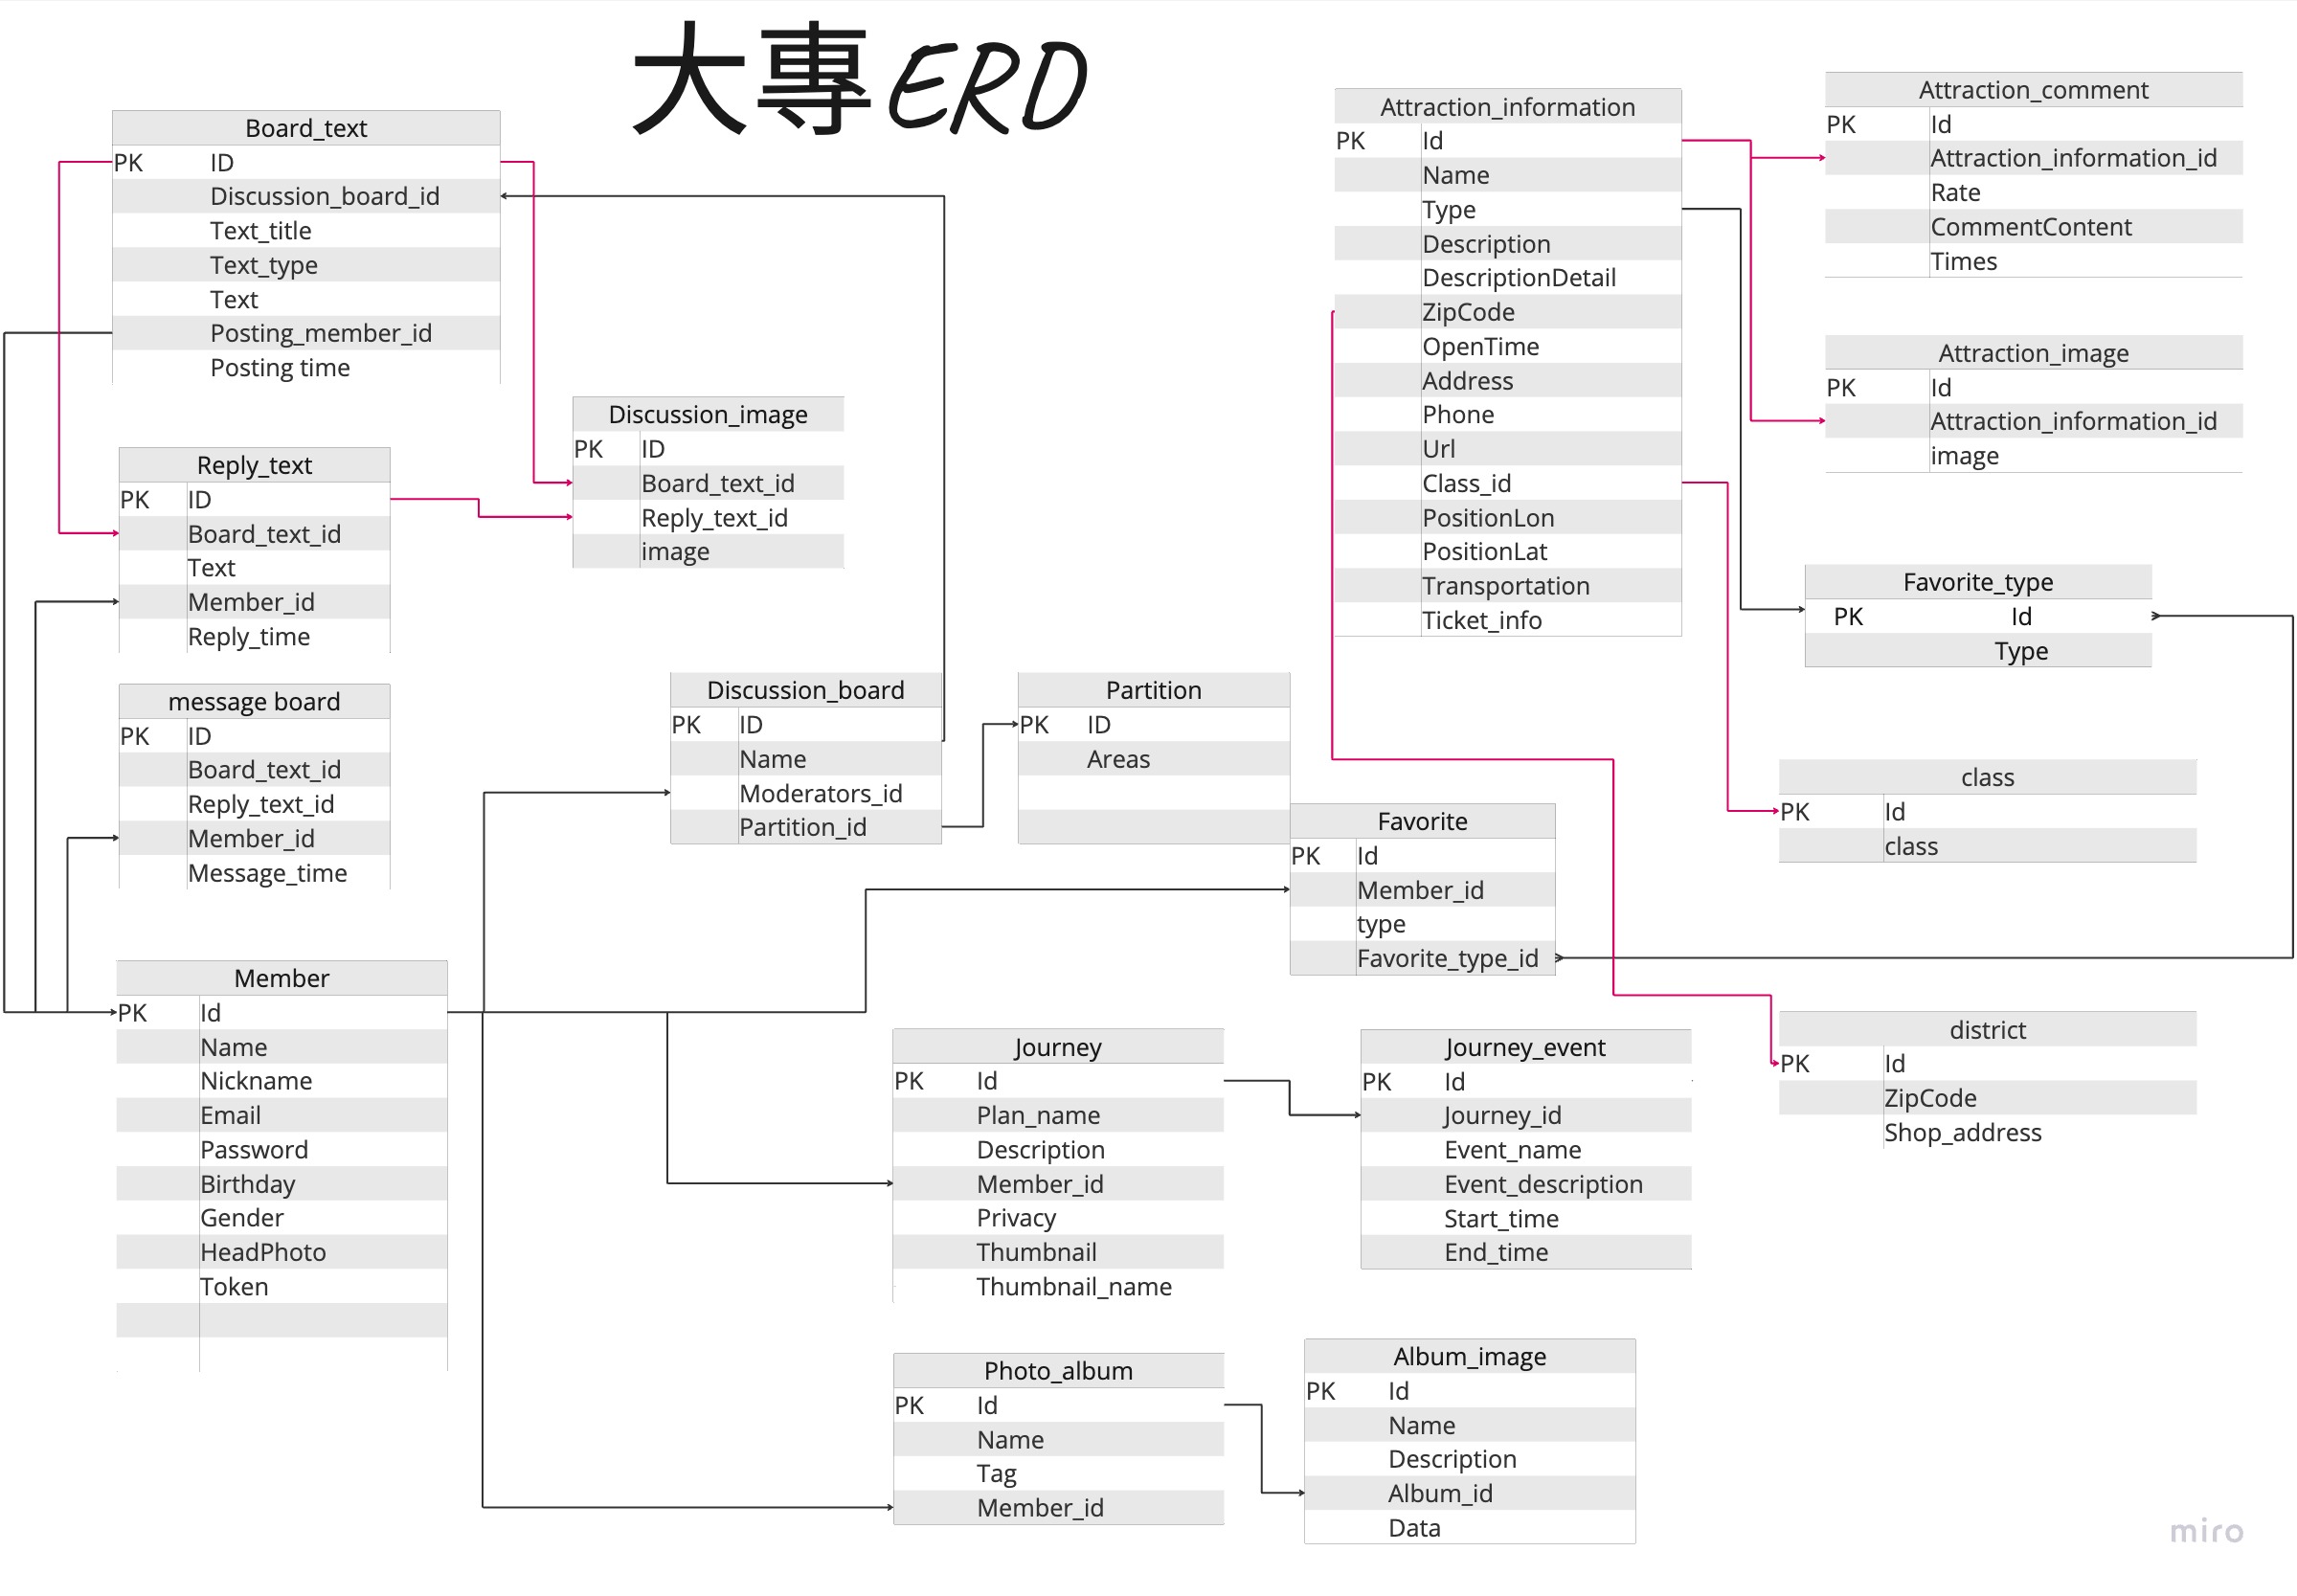 大專ERD
Board_text
PK ID
Discussion_board_id
Text_title
Text_type
Text
Posting_member_id
Posting time
Reply_text
PK ID
Board_text_id
Text
Member_id
Reply_time
message board
PK ID
Board_text_id
Reply_text_id
Member_id
Message_time
Member
PK Id
Name
Nickname
Email
Password
Birthday
Gender
HeadPhoto
Token
Discussion_image
PK ID
Board_text_id
Reply_text_id
image
Discussion_board
PK ID
Name
Moderators_id
Partition_id
Partition
PK ID
Areas
Favorite
PK Id
Member_id
type
Favorite_type_id
Journey
PK Id
Plan_name
Description
Member_id
Privacy
Thumbnail
Thumbnail_name
Journey_event
PK Id
Journey_id
Event_name
Event_description
Start_time
End_time
Photo_album
PK Id
Name
Tag
Member_id
Album_image
PK Id
Name
Description
Album_id
Data
Attraction_information
PK Id
Name
Type
Description
DescriptionDetail
ZipCode
OpenTime
Address
Phone
Url
Class_id
PositionLon
PositionLat
Transportation
Ticket_info
Attraction_comment
PK Id
Attraction_information_id
Rate
CommentContent
Times
Attraction_image
PK Id
Attraction_information_id
image
Favorite_type
PK Id
Type
class
PK Id
class
district
PK Id
ZipCode
Shop_address
miro